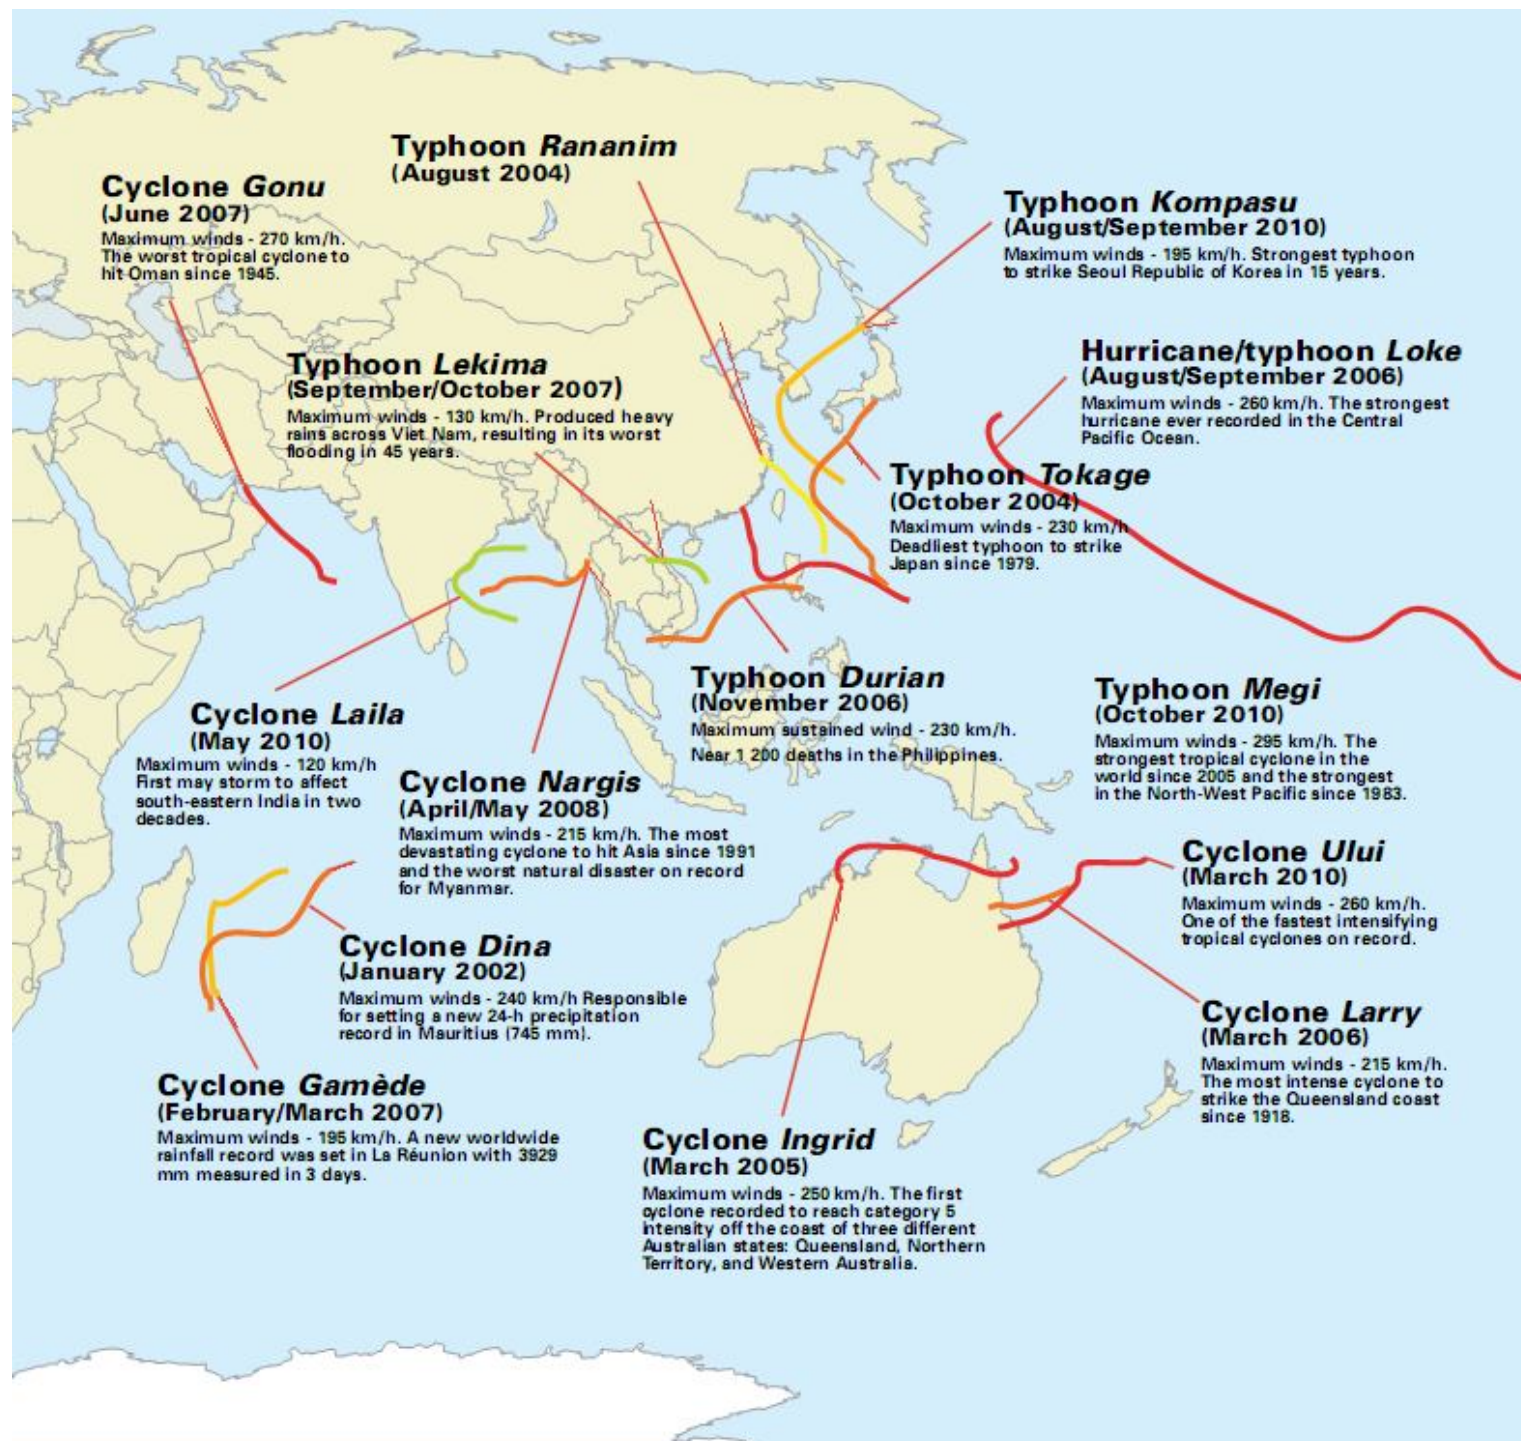 Typhoon Rananim
(August 2004)
Cyclone Gonu
(June 2007)
Maximum winds - 270 km/h.
The worst tropical cyclone to
hit Oman since 1945.
Typhoon Kompasu
(August/September 2010)
Maximum winds - 195 km/h. Strongest typhoon
to strike Seoul Republic of Korea in 15 years.
Typhoon Lekima
(September/October 2007)
Maximum winds - 130 km/h. Produced heavy
rains across Viet Nam, resulting in its worst
flooding in 45 years.
Hurricane/typhoon Loke
(August/September 2006)
Maximum winds - 260 km/h. The strongest
hurricane ever recorded in the Central
Pacific Ocean.
Typhoon Tokage
(October 2004)
Maximum winds - 230 km/h
Deadliest typhoon to strike
Japan since 1979.
Cyclone Laila
(May 2010)
Maximum winds - 120 km/h
First may storm to affect
south-eastern India in two
decades.
Typhoon Durian
(November 2006)
Maximum sustained wind - 230 km/h.
Near 1 200 deaths in the Philippines.
Typhoon Megi
(October 2010)
Maximum winds - 295 km/h. The
strongest tropical cyclone in the
world since 2005 and the strongest
in the North-West Pacific since 1983.
Cyclone Nargis
(April/May 2008)
Maximum winds - 215 km/h. The most
devastating cyclone to hit Asia since 1991
and the worst natural disaster on record
for Myanmar.
Cyclone Ului
(March 2010)
Maximum winds - 260 km/h.
One of the fastest intensifying
tropical cyclones on record.
Cyclone Dina
(January 2002)
Maximum winds - 240 km/h Responsible
for setting a new 24-h precipitation
record in Mauritius (745 mm).
Cyclone Larry
(March 2006)
Maximum winds - 215 km/h.
The most intense cyclone to
strike the Queensland coast
since 1918.
Cyclone Gamède
(February/March 2007)
Maximum winds - 195 km/h. A new worldwide
rainfall record was set in La Réunion with 3929
mm measured in 3 days.
Cyclone Ingrid
(March 2005)
Maximum winds - 250 km/h. The first
cyclone recorded to reach category 5
intensity off the coast of three different
Australian states: Queensland, Northern
Territory, and Western Australia.